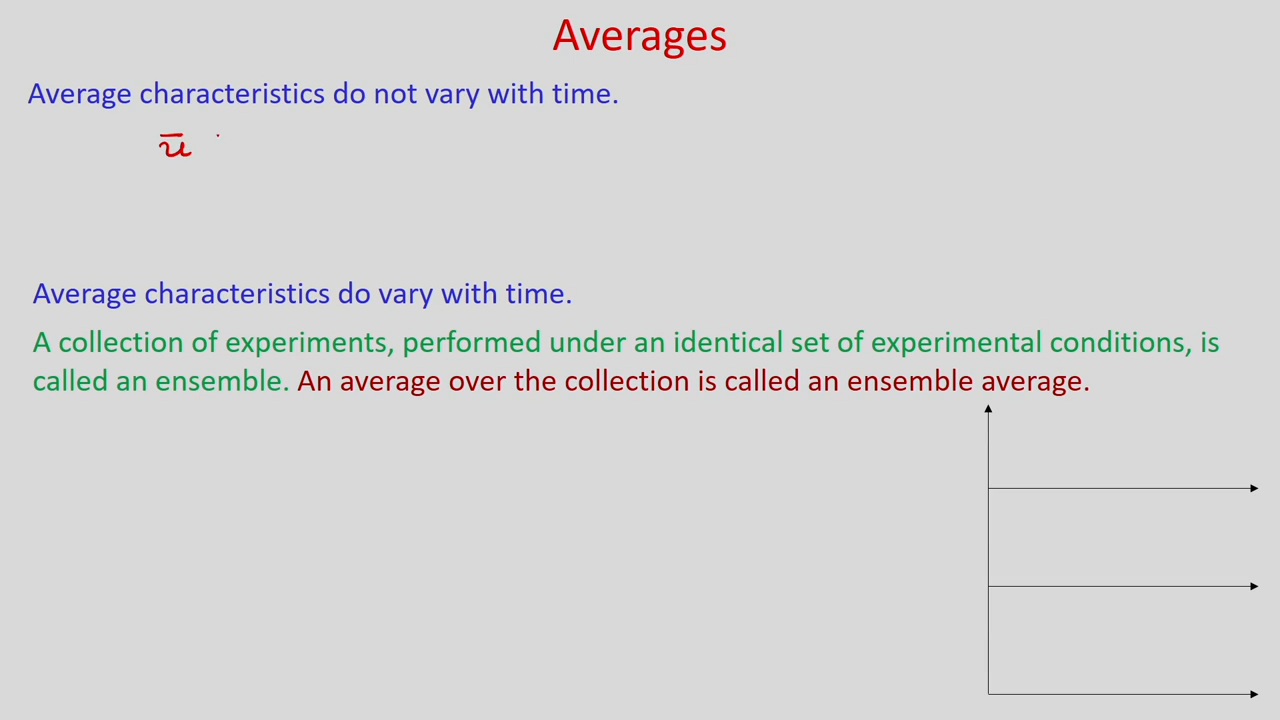 Averages
Average characteristics do not vary with time.
ū
Average characteristics do vary with time.
A collection of experiments, performed under an identical set of experimental conditions, is
called an ensemble. An average over the collection is called an ensemble average.